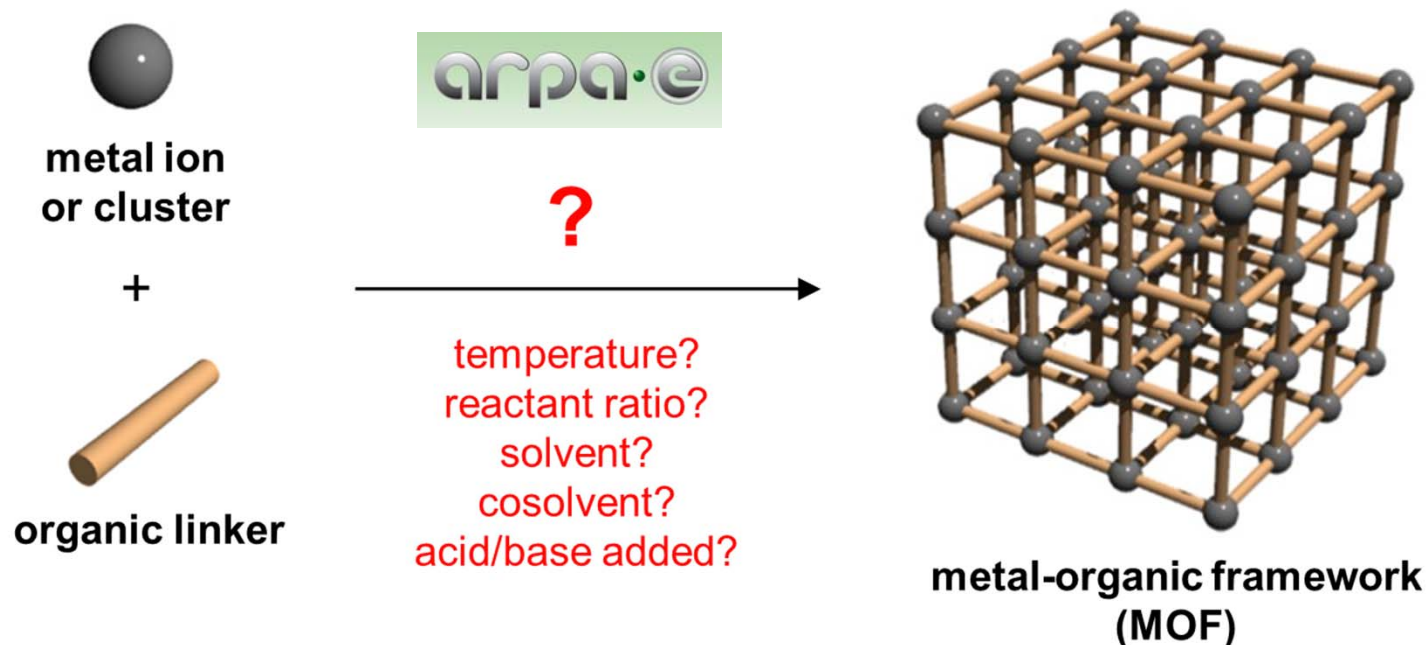 metal ion
or cluster
+
organic linker
arpa·e
?
temperature?
reactant ratio?
solvent?
cosolvent?
acid/base added?
metal-organic framework
(MOF)